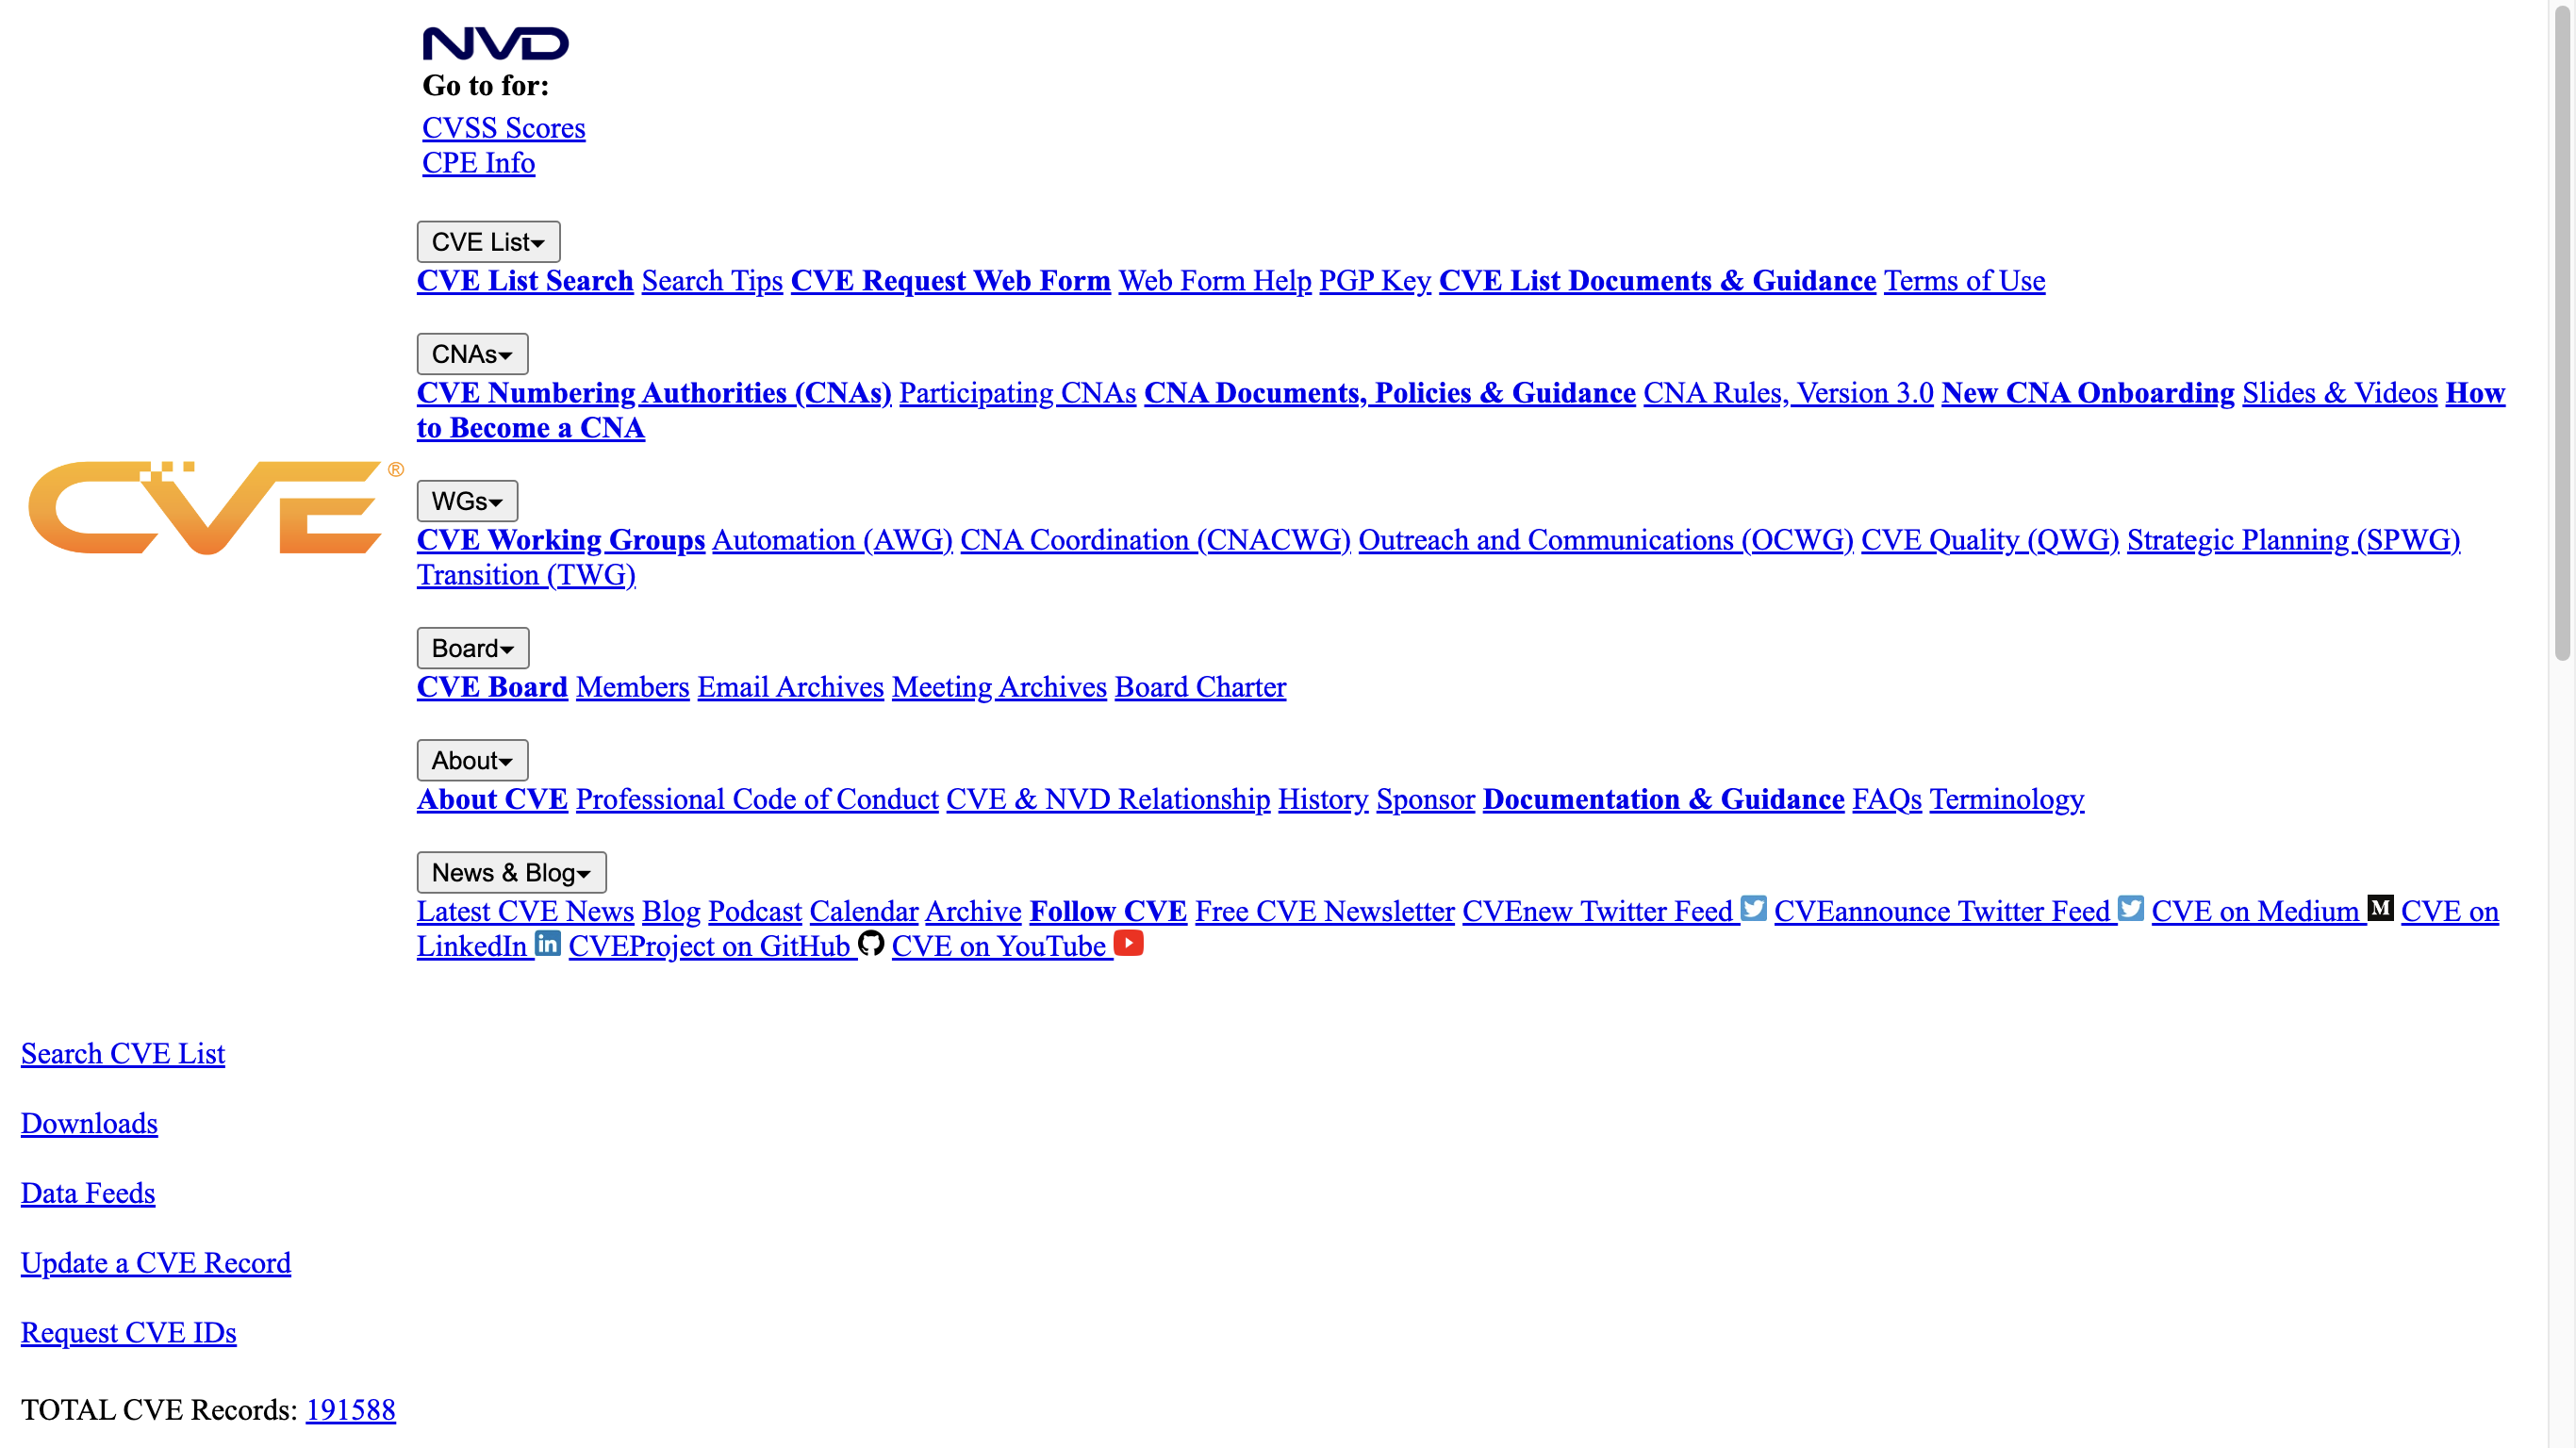 NVD
Go to for:
CVSS Scores
CPE Info
CVE List
CVE List Search Search Tips CVE Request Web Form Web Form Help PGP Key CVE List Documents & Guidance Terms of Use
CNAs
CVE Numbering Authorities (CNAs) Participating CNAs CNA Documents, Policies & Guidance CNA Rules, Version 3.0 New CNA Onboarding Slides & Videos How
to Become a CNA
CVE®
WGs
CVE Working Groups Automation (AWG) CNA Coordination (CNACWG) Outreach and Communications (OCWG) CVE Quality (QWG) Strategic Planning (SPWG)
Transition (TWG)
Board
CVE Board Members Email Archives Meeting Archives Board Charter
About
About CVE Professional Code of Conduct CVE & NVD Relationship History Sponsor Documentation & Guidance FAQs Terminology
News & Blog
Latest CVE News Blog Podcast Calendar Archive Follow CVE Free CVE Newsletter CVEnew Twitter Feed CVEannounce Twitter Feed CVE on Medium M CVE on
LinkedIn in CVEProject on GitHub CVE on YouTube
Search CVE List
Downloads
Data Feeds
Update a CVE Record
Request CVE IDs
TOTAL CVE Records: 191588